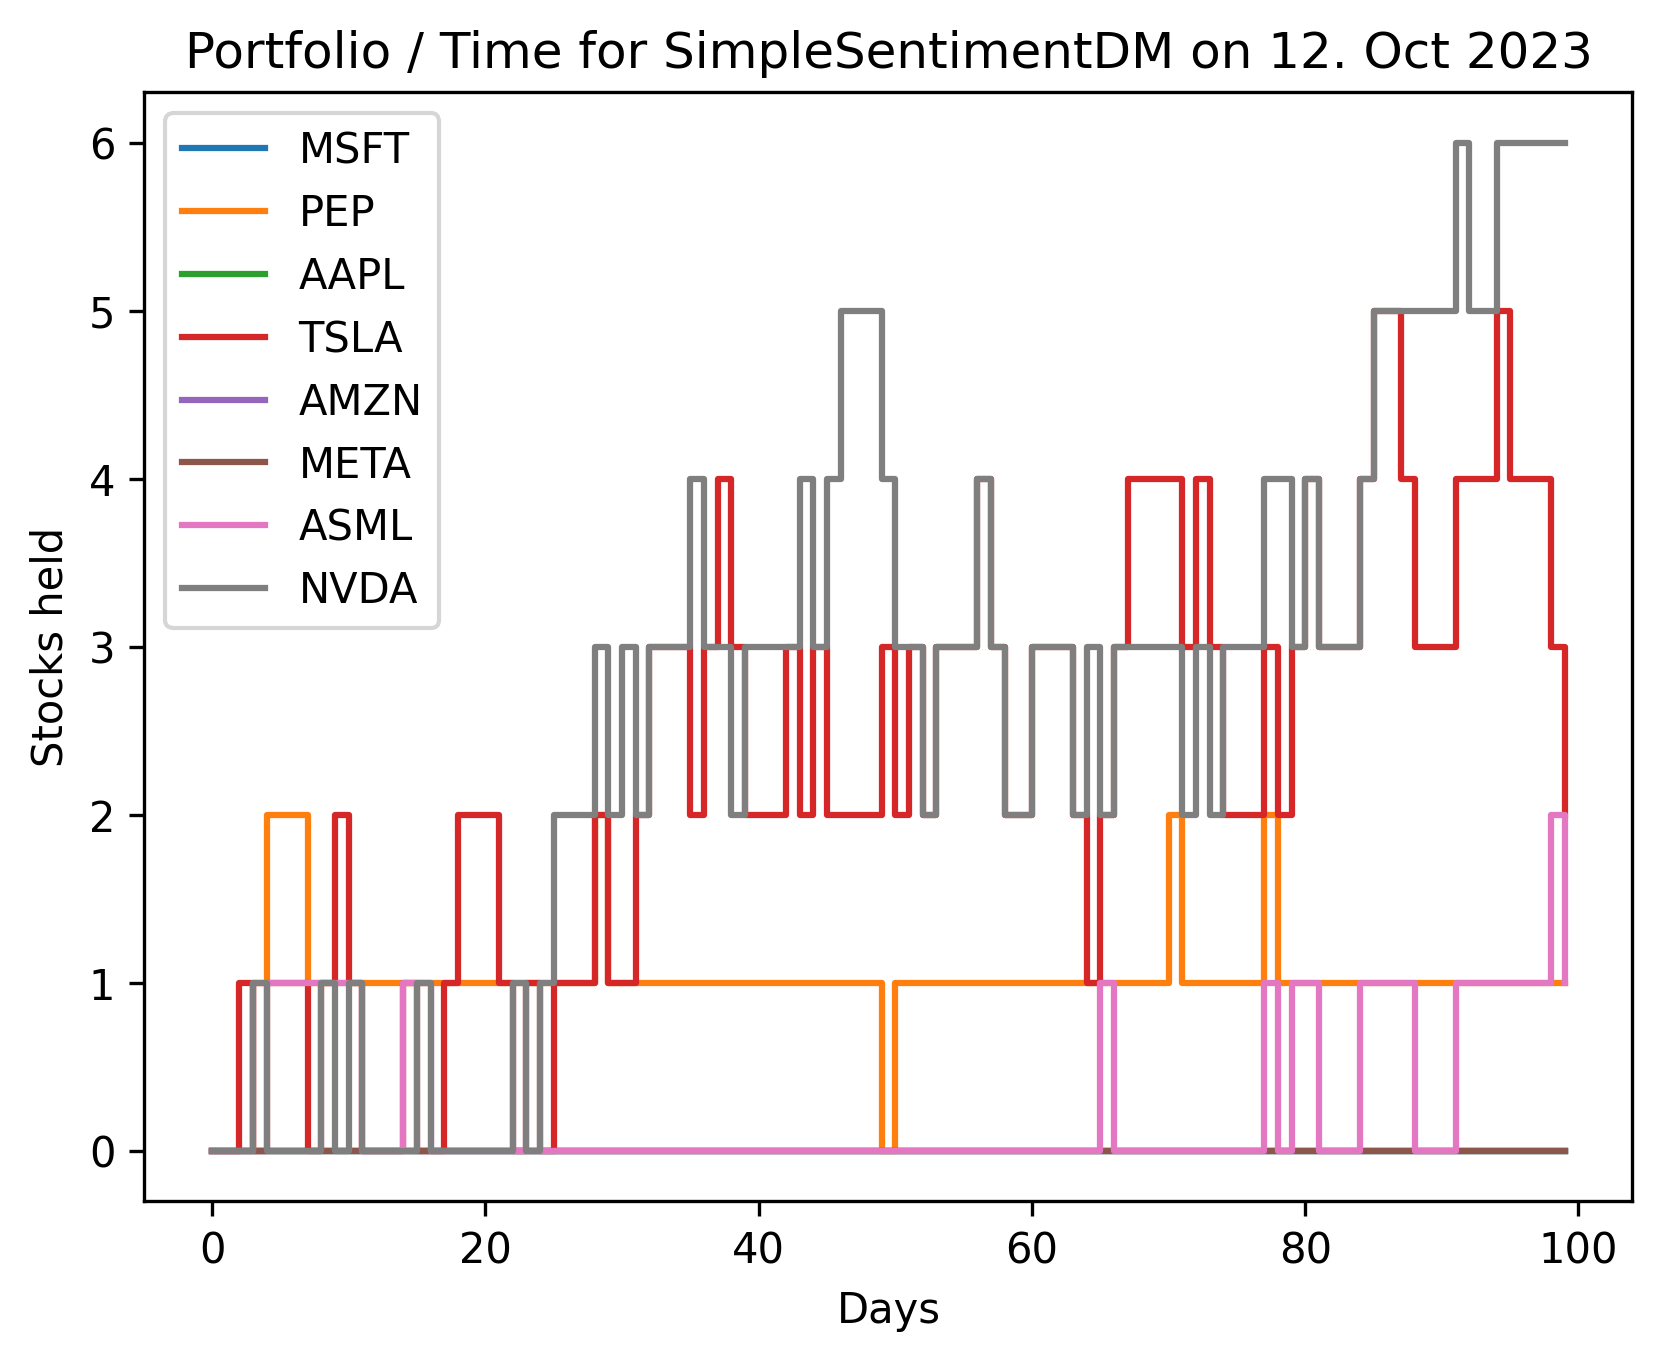 Portfolio / Time for SimpleSentimentDM on 12. Oct 2023
MSFT
PEP
AAPL
TSLA
AMZN
META
ASML
NVDA
Stocks held
6
5
4
3
2
1
0
0 20 40 60 80 100
Days